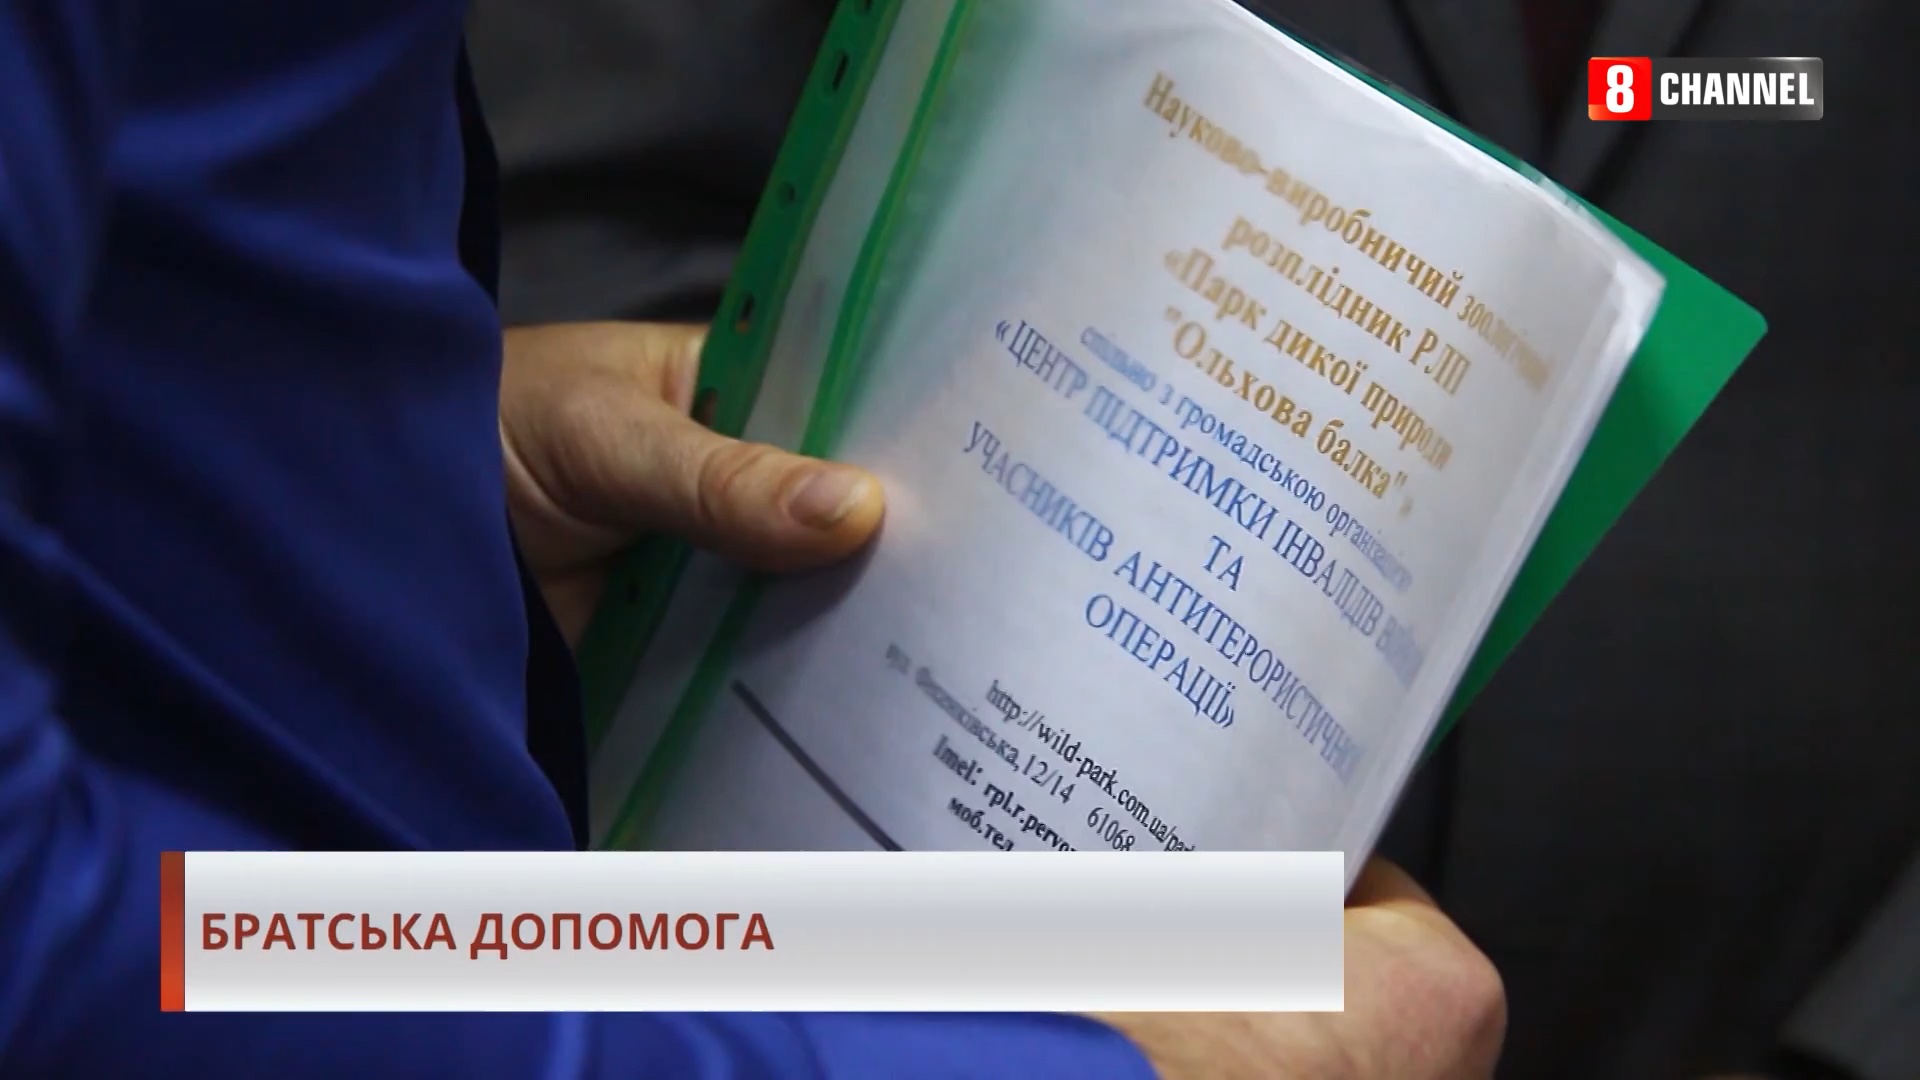 8 CHANNEL
Науково-виробничий зоологічний
розплідник РЛП
«Парк дикої природи
"Ольхова балка",
спільно з громадською організацією
« ЦЕНТР ПІДТРИМКИ ІНВАЛІДІВ ВІЙНИ
ТА
УЧАСНИКІВ АНТИТЕРОРИСТИЧНОЇ
ОПЕРАЦІЇ»
http://wild-park.com.ua/
вул. 12/14 61068
Imel: rpl.r.pervo
моб.тел
БРАТСЬКА ДОПОМОГА